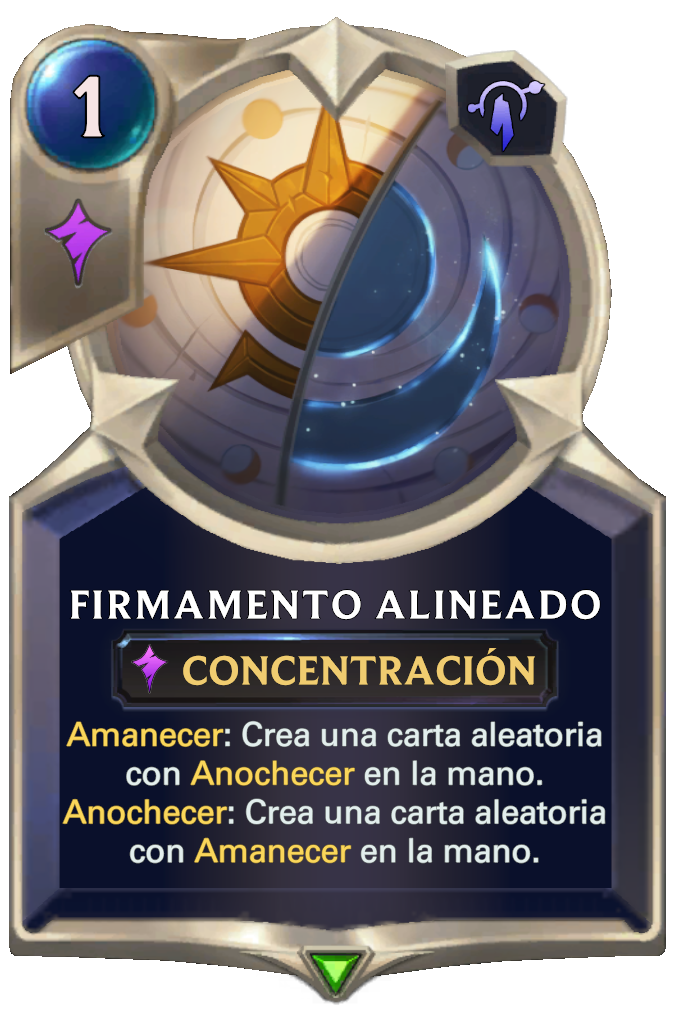 1
FIRMAMENTO ALINEADO
CONCENTRACIÓN
Amanecer: Crea una carta aleatoria
con Anochecer en la mano.
Anochecer: Crea una carta aleatoria
con Amanecer en la mano.